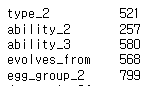 type_2 521
ability_2 257
ability_3 580
evolves_from 568
egg_group_2 799